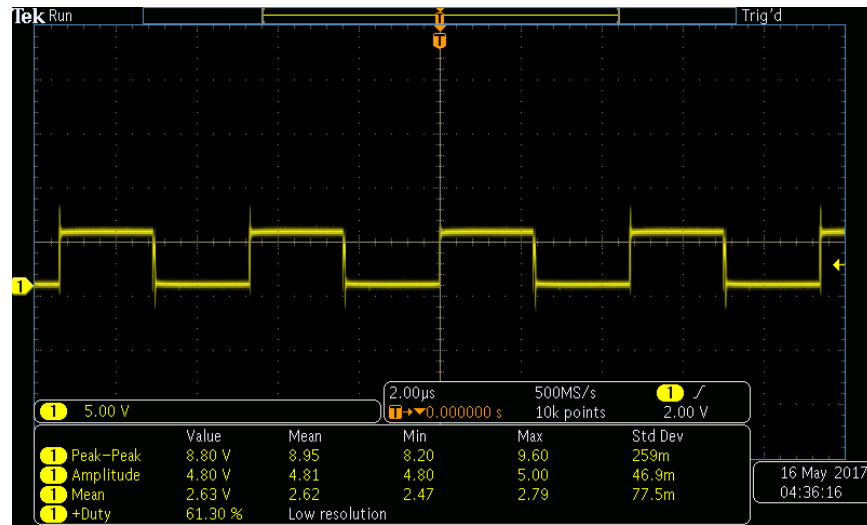 Tek Run Trig'd
T
T
1
1 5.00 V
2.00µs 500MS/s 1 ∫
T→▼0.000000 s 10k points 2.00 V
Value Mean Min Max Std Dev
1 Peak-Peak 8.80 V 8.95 8.20 9.60 259m
1 Amplitude 4.80 V 4.81 4.80 5.00 46.9m
1 Mean 2.63 V 2.62 2.47 2.79 77.5m
1 +Duty 61.30 % Low resolution
16 May 2017
04:36:16